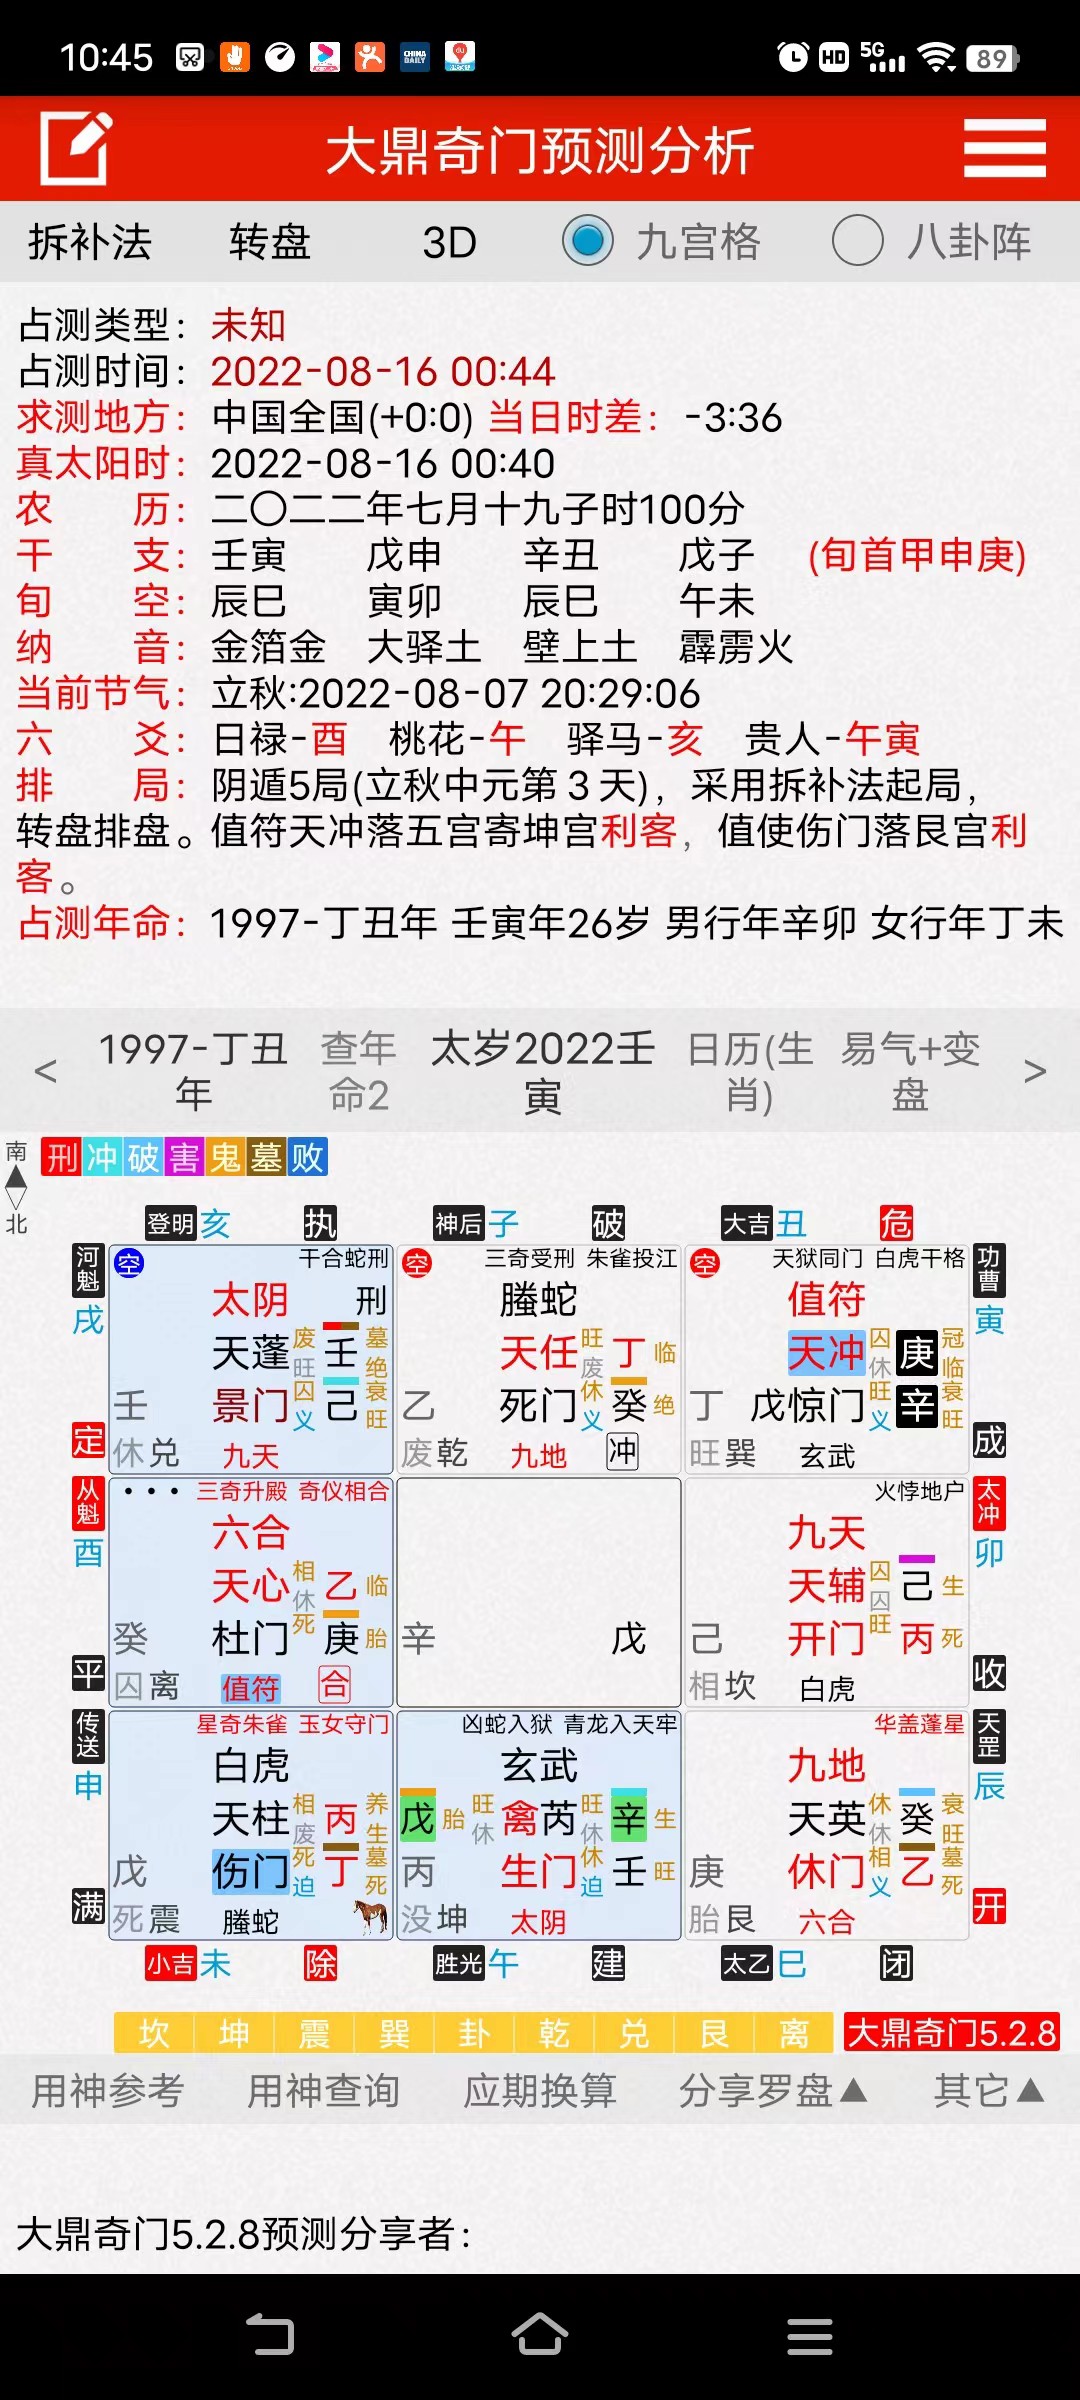 10:45 CHINA DAILY HD 5G 89
大鼎奇门预测分析
拆补法 转盘 3D 九宫格 八卦阵
占测类型：未知
占测时间：2022-08-16 00:44
求测地方：中国全国(+0:0) 当日时差：-3:36
真太阳时：2022-08-16 00:40
农 历：二〇二二年七月十九子时100分
干 支：壬寅 戊申 辛丑 戊子 (旬首甲申庚)
旬 空：辰巳 寅卯 辰巳 午未
纳 音：金箔金 大驿土 壁上土 霹雳火
当前节气：立秋:2022-08-07 20:29:06
六 爻：日禄-酉 桃花-午 驿马-亥 贵人-午寅
排 局：阴遁5局(立秋中元第３天)，采用拆补法起局，
转盘排盘。值符天冲落五宫寄坤宫利客，值使伤门落艮宫利
客。
占测年命：1997-丁丑年 壬寅年26岁 男行年辛卯 女行年丁未
< 1997-丁丑 查年 太岁2022壬 日历(生 易气+变 >
年 命2 寅 肖) 盘
南 刑冲破害鬼墓败
北
登明 亥 执 神后 子 破 大吉 丑 危
河魁 空 干合蛇刑 空 三奇受刑 朱雀投江 空 天狱同门 白虎干格 功曹
戌 太阴 刑 螣蛇 值符 寅
天蓬 废 旺 壬 墓 绝 天任 旺 废 丁 临 天冲 囚 休 庚 冠 临
壬 景门 囚 义 己 衰 旺 乙 死门 休 义 癸 绝 丁 戊 惊门 旺 义 辛 衰 旺
定 休 兑 九天 废 乾 九地 冲 旺 巽 玄武 成
从魁 ••• 三奇升殿 奇仪相合 火悖地户 太冲
酉 六合 九天 卯
天心 相 休 乙 临 天辅 囚 囚 己 生
癸 杜门 死 庚 胎 辛 戊 己 开门 旺 丙 死
平 囚 离 值符 合 相 坎 白虎 收
传送 星奇朱雀 玉女守门 凶蛇入狱 青龙入天牢 华盖蓬星 天罡
申 白虎 玄武 九地 辰
天柱 相 废 丙 养 生 戊 胎 旺 休 禽芮 旺 休 辛 生 天英 休 休 癸 衰 旺
戊 伤门 死 迫 丁 墓 死 丙 生门 休 迫 壬 旺 庚 休门 相 义 乙 墓 死
满 死 震 螣蛇 没 坤 太阴 胎 艮 六合 开
小吉 未 除 胜光 午 建 太乙 巳 闭
坎 坤 震 巽 卦 乾 兑 艮 离 大鼎奇门5.2.8
用神参考 用神查询 应期换算 分享罗盘▲ 其它▲
大鼎奇门5.2.8预测分享者：